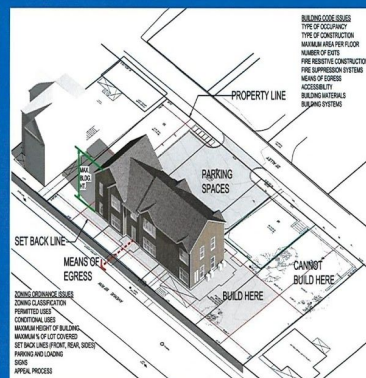 BUILDING CODE ISSUES
TYPE OF OCCUPANCY
TYPE OF CONSTRUCTION
MAXIMUM AREA PER FLOOR
NUMBER OF EXITS
FIRE RESISTIVE CONSTRUCTION
FIRE SUPPRESSION SYSTEMS
MEANS OF EGRESS
ACCESSIBILITY
BUILDING MATERIALS
BUILDING SYSTEMS
PROPERTY LINE
PARKING
SPACES
MAX.
BLDG.
HT.
SET BACK LINE
MEANS OF
EGRESS
CANNOT
BUILD HERE
BUILD HERE
ZONING ORDINANCE ISSUES
ZONING CLASSIFICATION
PERMITTED USES
CONDITIONAL USES
MAXIMUM HEIGHT OF BUILDING
MAXIMUM % OF LOT COVERED
SET BACK LINES (FRONT, REAR, SIDES)
PARKING AND LOADING
SIGNS
APPEAL PROCESS